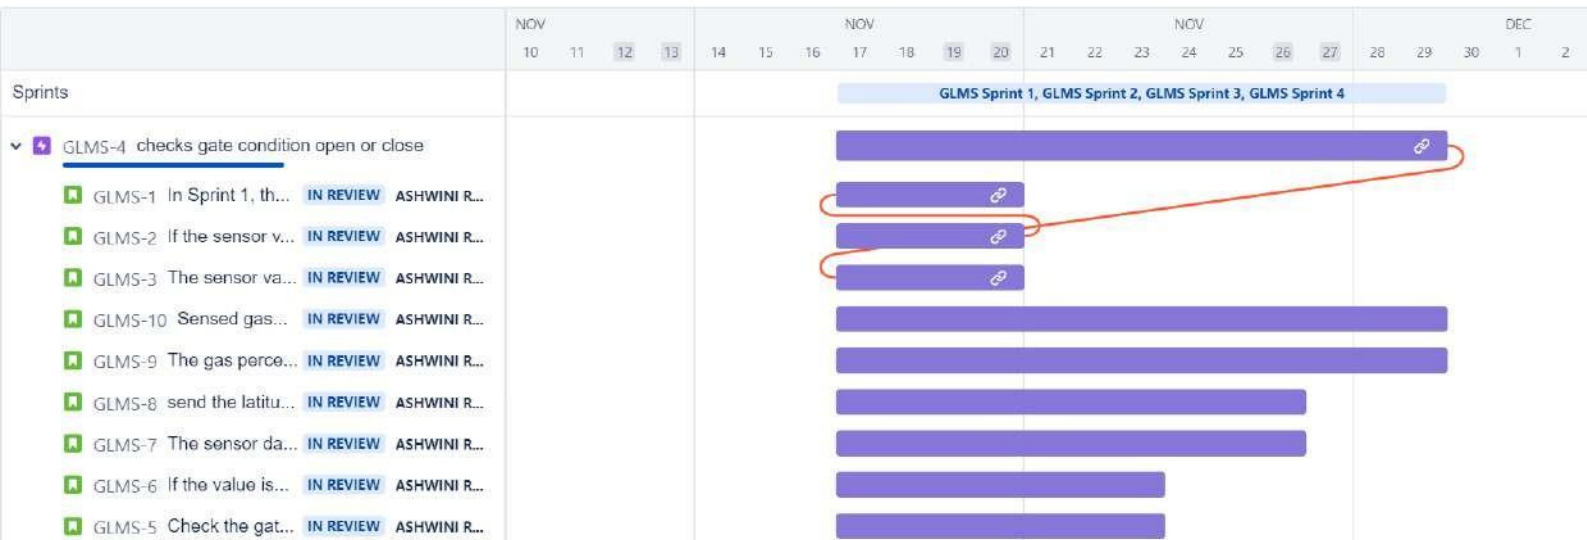 NOV NOV NOV DEC
10 11 12 13 14 15 16 17 18 19 20 21 22 23 24 25 26 27 28 29 30 1 2
Sprints GLMS Sprint 1, GLMS Sprint 2, GLMS Sprint 3, GLMS Sprint 4
GLMS-4 checks gate condition open or close
GLMS-1 In Sprint 1, th... IN REVIEW ASHWINI R...
GLMS-2 If the sensor v... IN REVIEW ASHWINI R...
GLMS-3 The sensor va... IN REVIEW ASHWINI R...
GLMS-10 Sensed gas... IN REVIEW ASHWINI R...
GLMS-9 The gas perce... IN REVIEW ASHWINI R...
GLMS-8 send the latitu... IN REVIEW ASHWINI R...
GLMS-7 The sensor da... IN REVIEW ASHWINI R...
GLMS-6 If the value is... IN REVIEW ASHWINI R...
GLMS-5 Check the gat... IN REVIEW ASHWINI R...